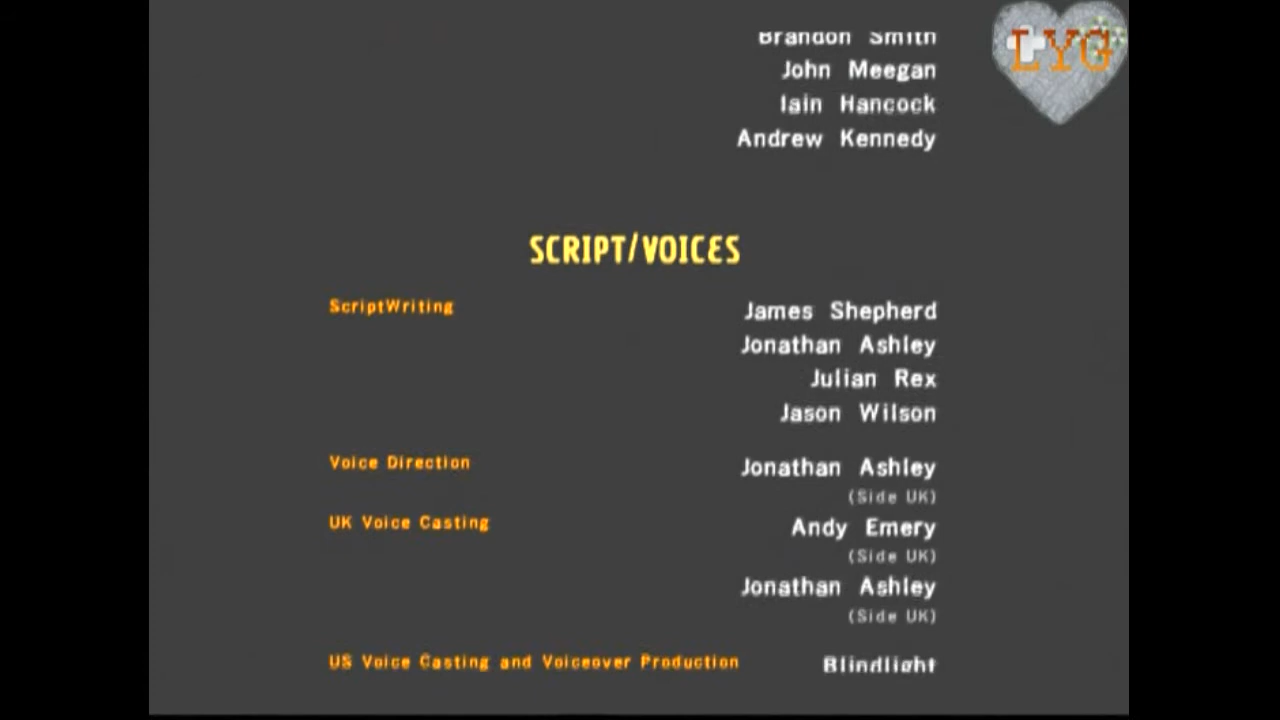 Brandon Smith
John Meegan
Iain Hancock
Andrew Kennedy
LYG
SCRIPT/VOICES
ScriptWriting James Shepherd
Jonathan Ashley
Julian Rex
Jason Wilson
Voice Direction Jonathan Ashley
(Side UK)
UK Voice Casting Andy Emery
(Side UK)
Jonathan Ashley
(Side UK)
US Voice Casting and Voiceover Production Blindlight